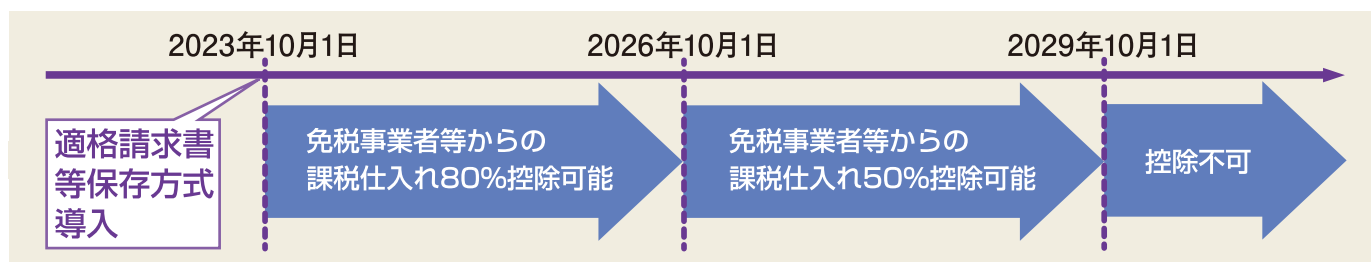 2023年10月1日
2026年10月1日
2029年10月1日
適格請求書
等保存方式
導入
免税事業者等からの
課税仕入れ80%控除可能
免税事業者等からの
課税仕入れ50%控除可能
控除不可